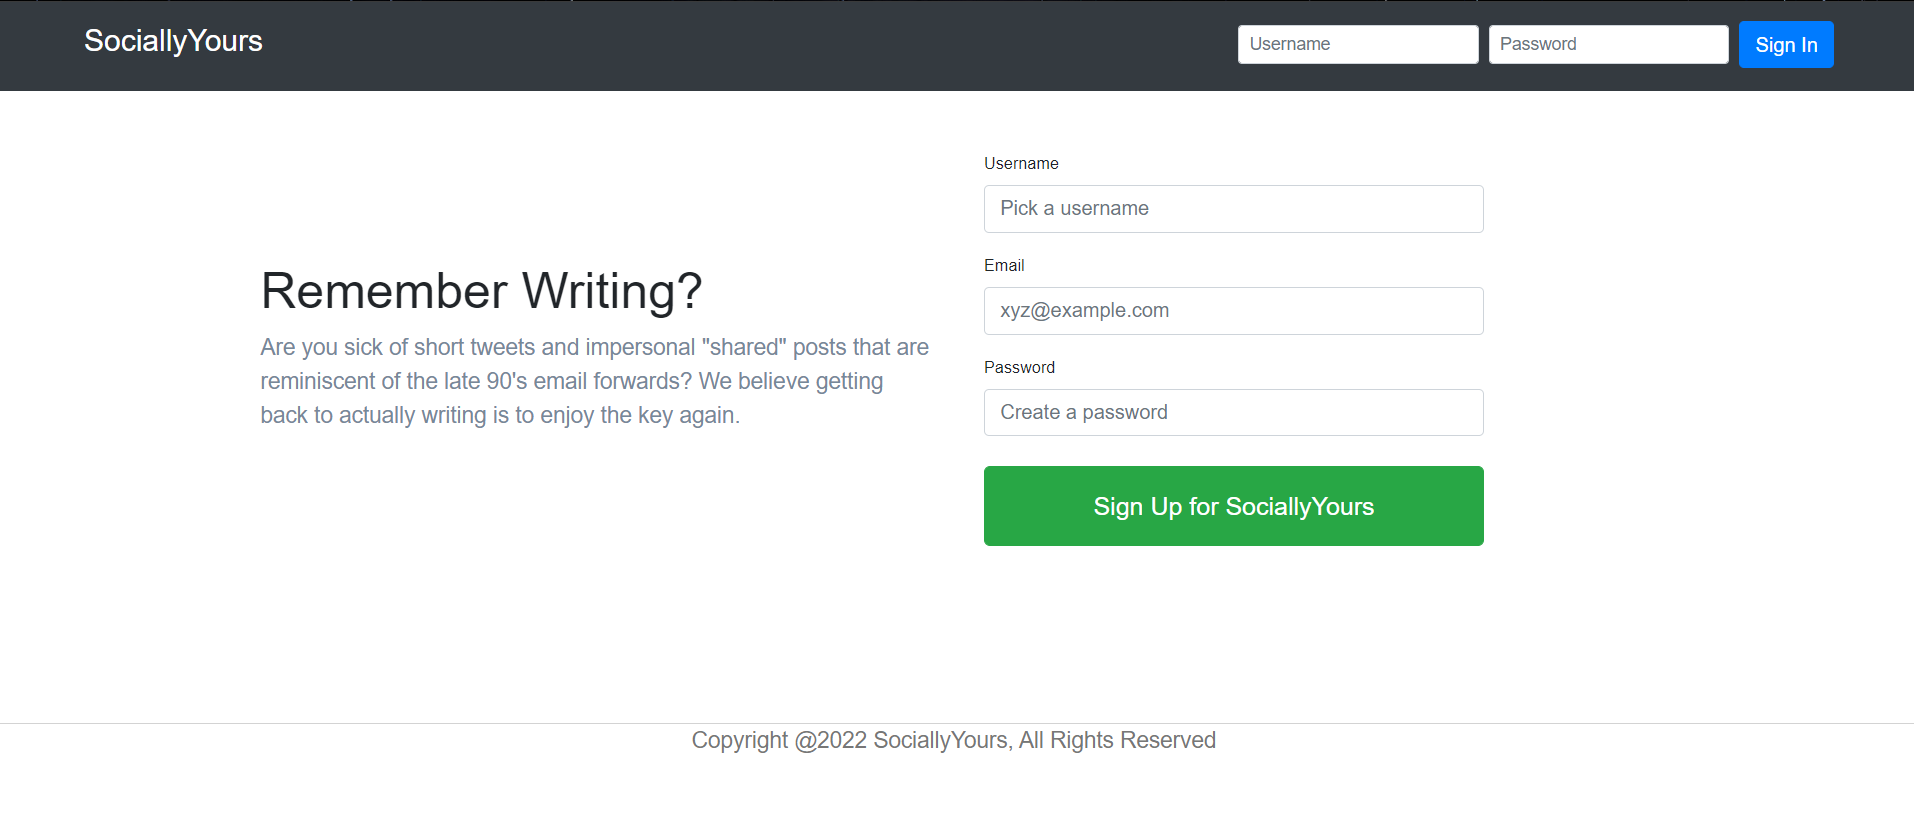 SociallyYours
Username
Password
Sign In
Remember Writing?
Are you sick of short tweets and impersonal "shared" posts that are
reminiscent of the late 90's email forwards? We believe getting
back to actually writing is to enjoy the key again.
Username
Pick a username
Email
xyz@example.com
Password
Create a password
Sign Up for SociallyYours
Copyright @2022 SociallyYours, All Rights Reserved